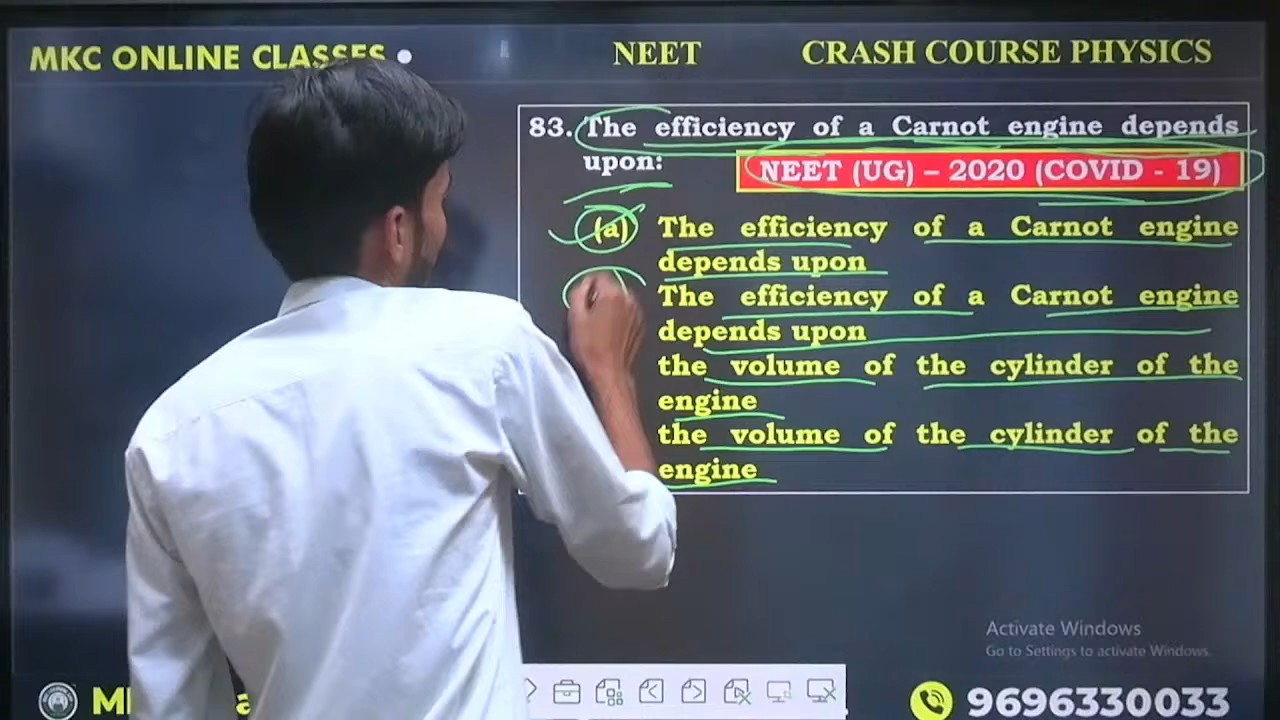 MKC ONLINE CLASSES
NEET
CRASH COURSE PHYSICS
83. The efficiency of a Carnot engine depends
upon:
NEET (UG) – 2020 (COVID - 19)
(a) The efficiency of a Carnot engine
depends upon
The efficiency of a Carnot engine
depends upon
the volume of the cylinder of the
engine
the volume of the cylinder of the
engine
Activate Windows
Go to Settings to activate Windows.
9696330033